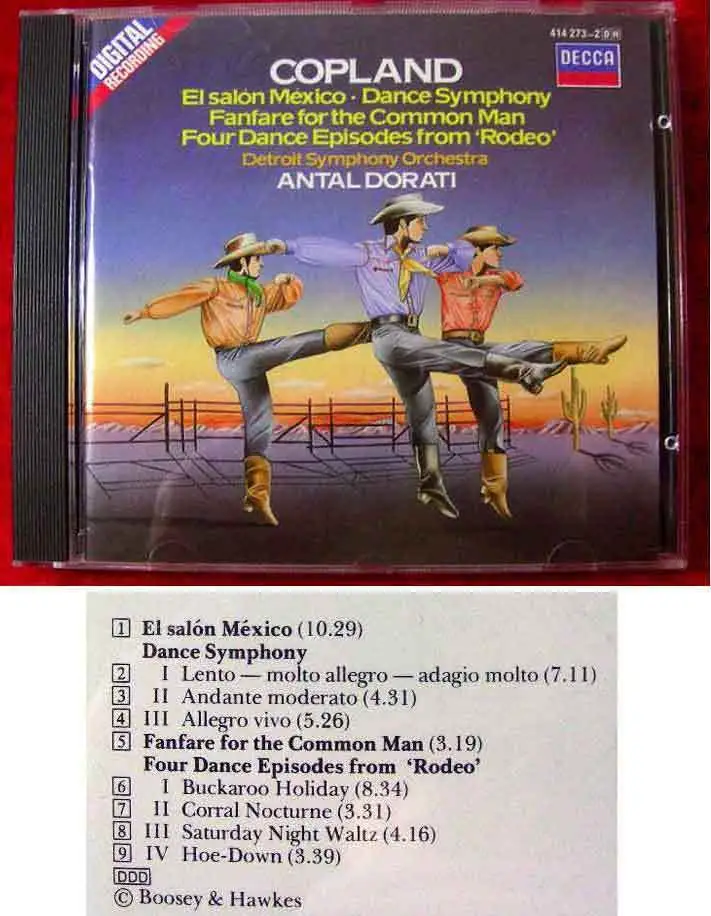 DIGITAL
RECORDING
414 273-2 DH
DECCA
COPLAND
El salón México · Dance Symphony
Fanfare for the Common Man
Four Dance Episodes from ‘Rodeo’
Detroit Symphony Orchestra
ANTAL DORATI
1 El salón México (10.29)
Dance Symphony
2 I Lento — molto allegro — adagio molto (7.11)
3 II Andante moderato (4.31)
4 III Allegro vivo (5.26)
5 Fanfare for the Common Man (3.19)
Four Dance Episodes from ‘Rodeo’
6 I Buckaroo Holiday (8.34)
7 II Corral Nocturne (3.31)
8 III Saturday Night Waltz (4.16)
9 IV Hoe-Down (3.39)
DDD
© Boosey & Hawkes